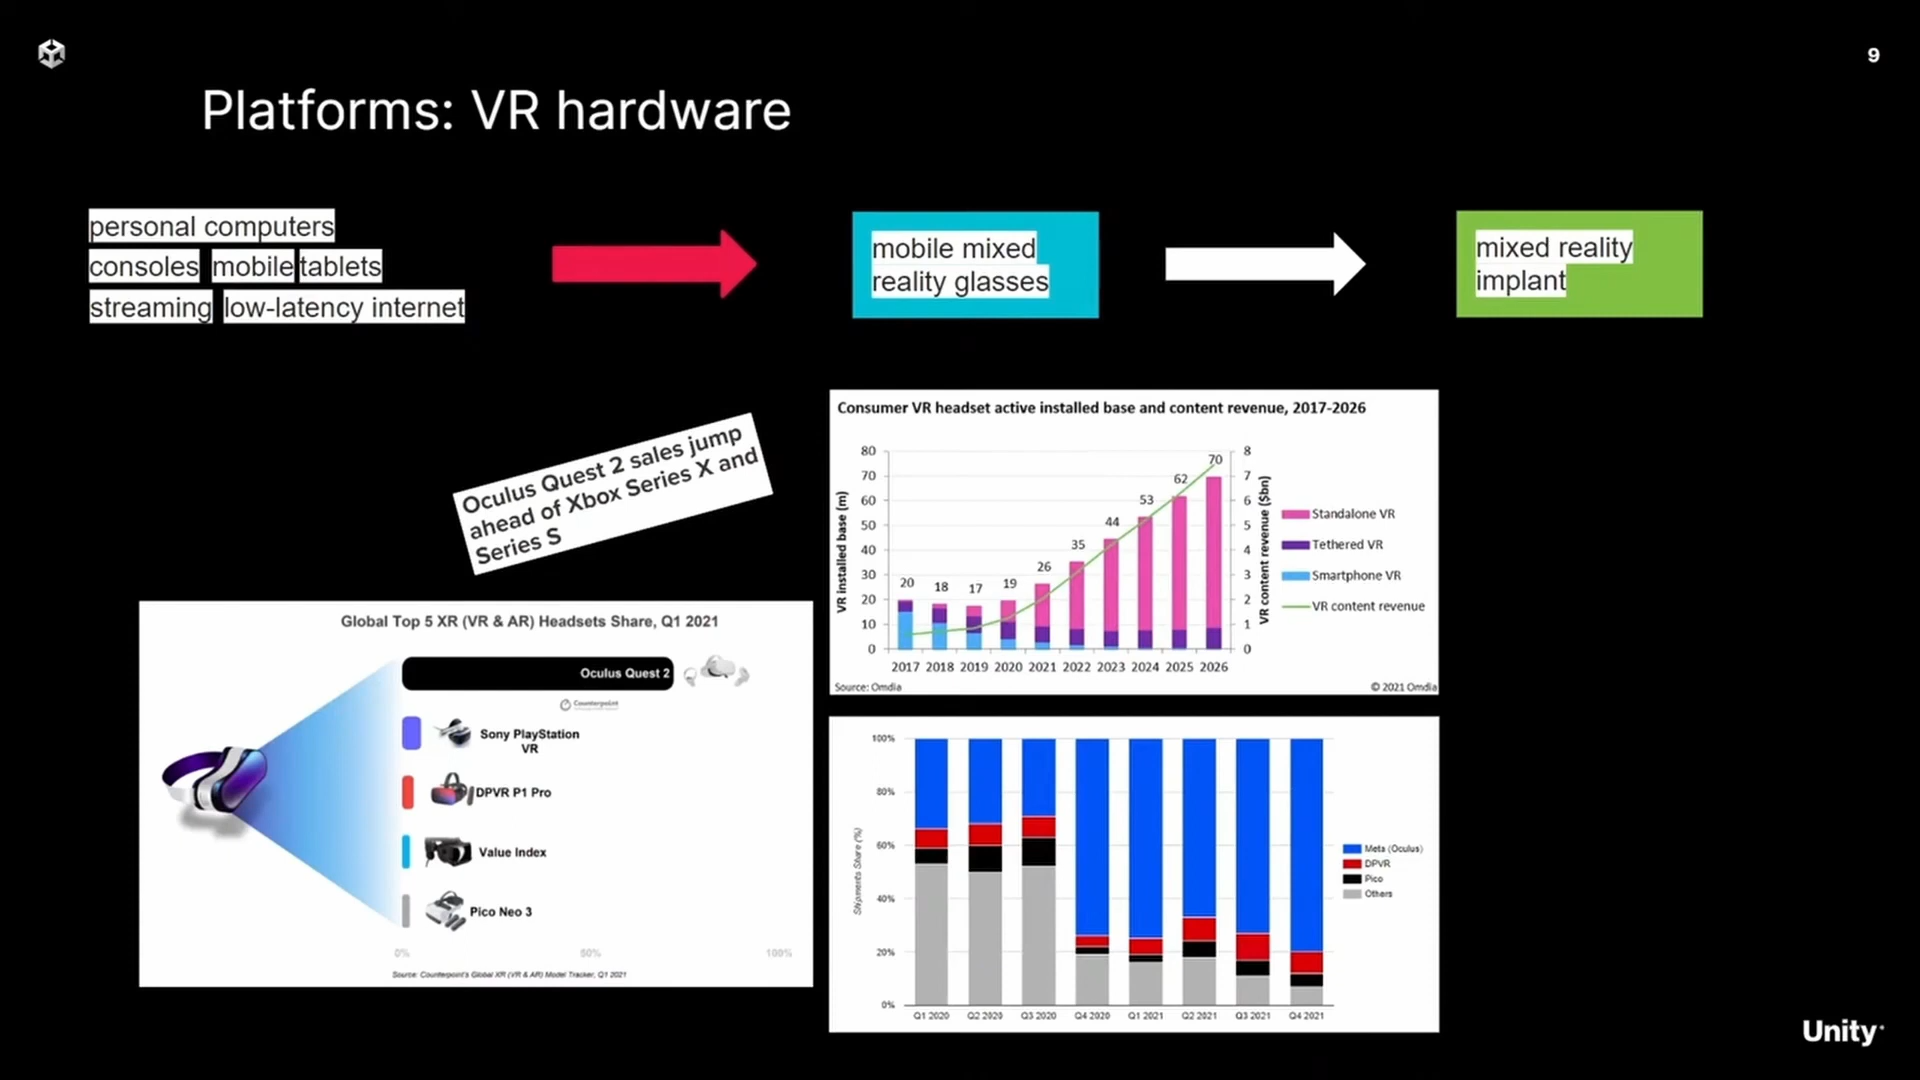 9
Platforms: VR hardware
personal computers
consoles mobile tablets
streaming low-latency internet
mobile mixed
reality glasses
mixed reality
implant
Oculus Quest 2 sales jump
ahead of Xbox Series X and
Series S
Consumer VR headset active installed base and content revenue, 2017-2026
VR installed base (m)
80
70
60
50
40
30
20
10
0
20
18
17
19
26
35
44
53
62
70
8
7
6
5
4
3
2
1
0
VR content revenue ($bn)
2017 2018 2019 2020 2021 2022 2023 2024 2025 2026
Standalone VR
Tethered VR
Smartphone VR
VR content revenue
Source: Omdia
© 2021 Omdia
Global Top 5 XR (VR & AR) Headsets Share, Q1 2021
Oculus Quest 2
Counterpoint
Sony PlayStation
VR
DPVR P1 Pro
Value Index
Pico Neo 3
0% 50% 100%
Source: Counterpoint's Global XR (VR & AR) Model Tracker, Q1 2021
Shipments Share (%)
100%
80%
60%
40%
20%
0%
Q1 2020 Q2 2020 Q3 2020 Q4 2020 Q1 2021 Q2 2021 Q3 2021 Q4 2021
Meta (Oculus)
DPVR
Pico
Others
Unity